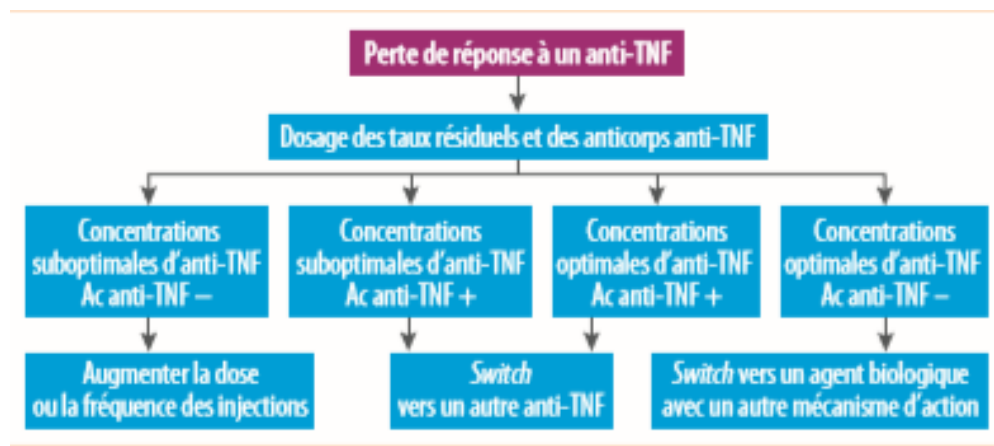 Perte de réponse à un anti-TNF
Dosage des taux résiduels et des anticorps anti-TNF
Concentrations
suboptimales d'anti-TNF
Ac anti-TNF –
Concentrations
suboptimales d'anti-TNF
Ac anti-TNF +
Concentrations
optimales d'anti-TNF
Ac anti-TNF +
Concentrations
optimales d'anti-TNF
Ac anti-TNF –
Augmenter la dose
ou la fréquence des injections
Switch
vers un autre anti-TNF
Switch vers un agent biologique
avec un autre mécanisme d'action